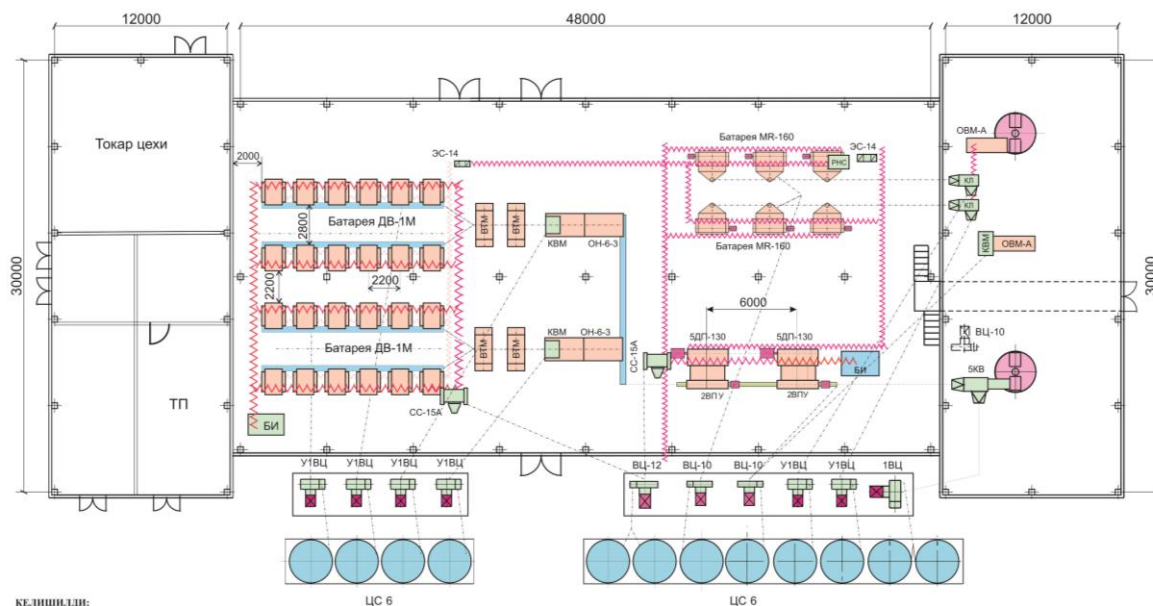 12000
48000
12000
Токар цехи
2000
ЭС-14
Батарея MR-160
РНС
ЭС-14
ОВМ-А
КЛ
КЛ
Батарея ДВ-1М
2800
ВТМ
ВТМ
КВМ
ОН-6-3
Батарея MR-160
КВМ
ОВМ-А
30000
30000
2200
2200
6000
Батарея ДВ-1М
ВТМ
ВТМ
КВМ
ОН-6-3
СС-15А
5ДП-130
5ДП-130
БИ
ВЦ-10
5КВ
2ВПУ
2ВПУ
ТП
СС-15А
БИ
У1ВЦ
У1ВЦ
У1ВЦ
У1ВЦ
ВЦ-12
ВЦ-10
ВЦ-10
У1ВЦ
У1ВЦ
1ВЦ
ЦС 6
ЦС 6
КЕЛИШИЛДИ: